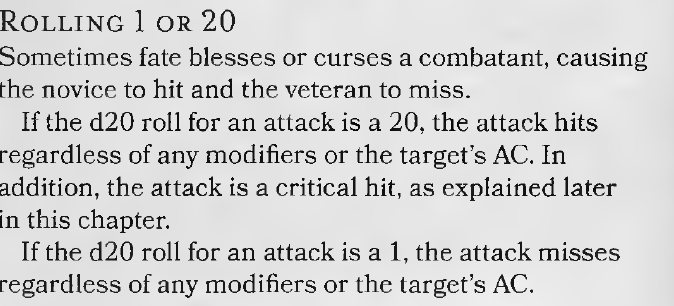 ROLLING 1 OR 20
Sometimes fate blesses or curses a combatant, causing
the novice to hit and the veteran to miss.
If the d20 roll for an attack is a 20, the attack hits
regardless of any modifiers or the target's AC. In
addition, the attack is a critical hit, as explained later
in this chapter.
If the d20 roll for an attack is a 1, the attack misses
regardless of any modifiers or the target's AC.